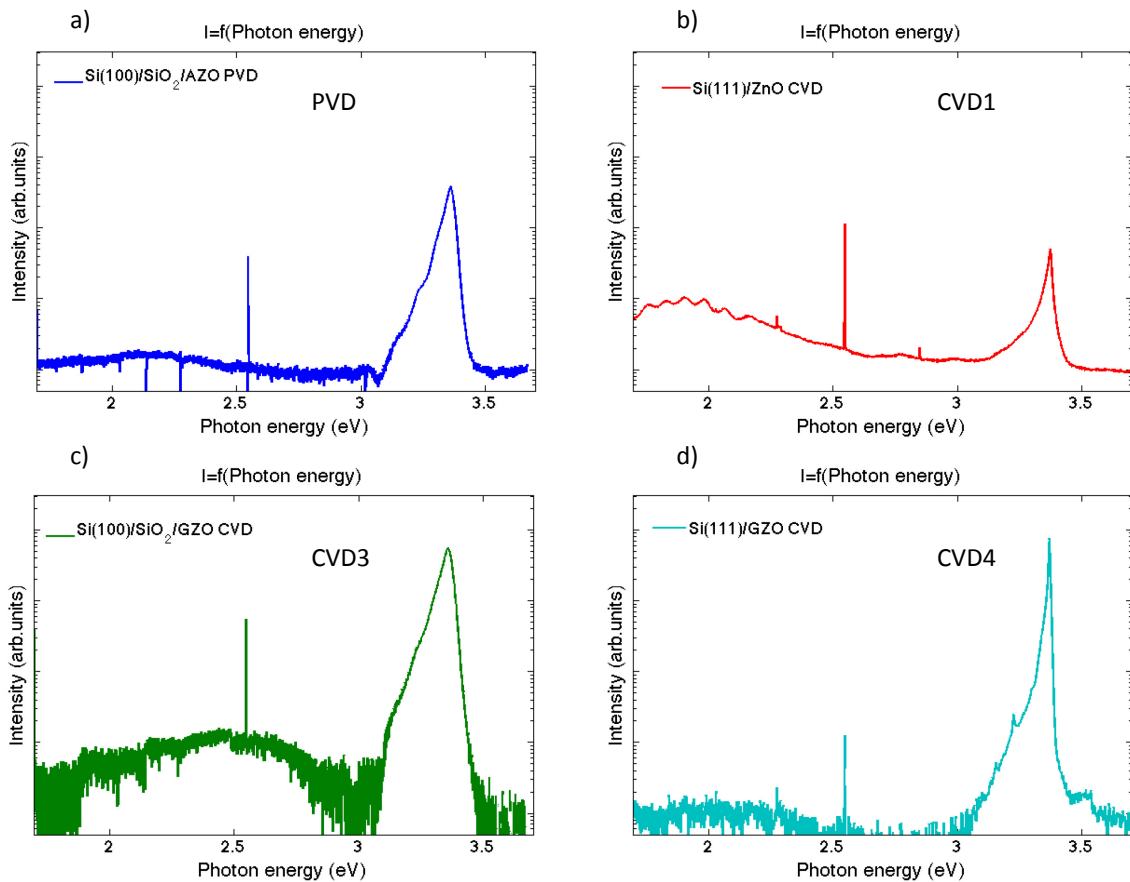 a)
I=f(Photon energy)
Si(100)/SiO2/AZO PVD
PVD
Intensity (arb.units)
2 2.5 3 3.5
Photon energy (eV)
b)
I=f(Photon energy)
Si(111)/ZnO CVD
CVD1
Intensity (arb.units)
2 2.5 3 3.5
Photon energy (eV)
c)
I=f(Photon energy)
Si(100)/SiO2/GZO CVD
CVD3
Intensity (arb.units)
2 2.5 3 3.5
Photon energy (eV)
d)
I=f(Photon energy)
Si(111)/GZO CVD
CVD4
Intensity (arb.units)
2 2.5 3 3.5
Photon energy (eV)